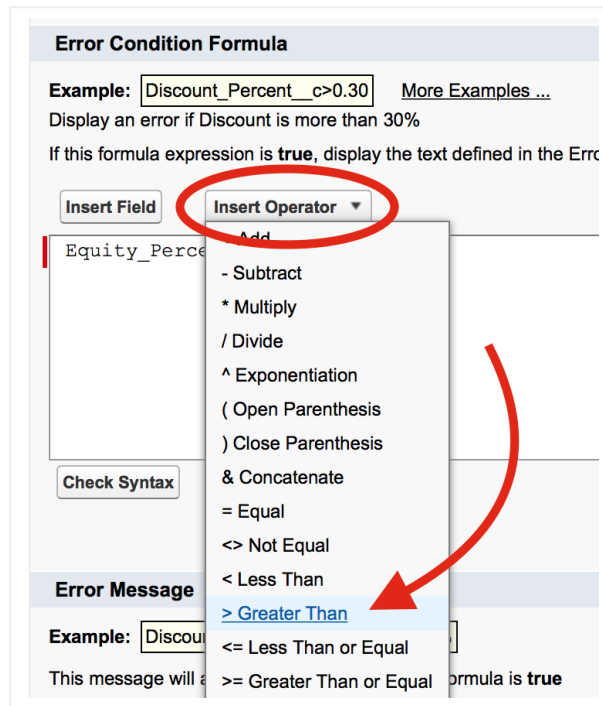 Error Condition Formula
Example: Discount_Percent__c>0.30 More Examples ...
Display an error if Discount is more than 30%
If this formula expression is true, display the text defined in the Erro
Insert Field Insert Operator
Add
Equity_Perce
- Subtract
* Multiply
/ Divide
^ Exponentiation
( Open Parenthesis
) Close Parenthesis
Check Syntax & Concatenate
= Equal
<> Not Equal
< Less Than
Error Message
> Greater Than
Example: Discou
<= Less Than or Equal
This message will a >= Greater Than or Equal ormula is true